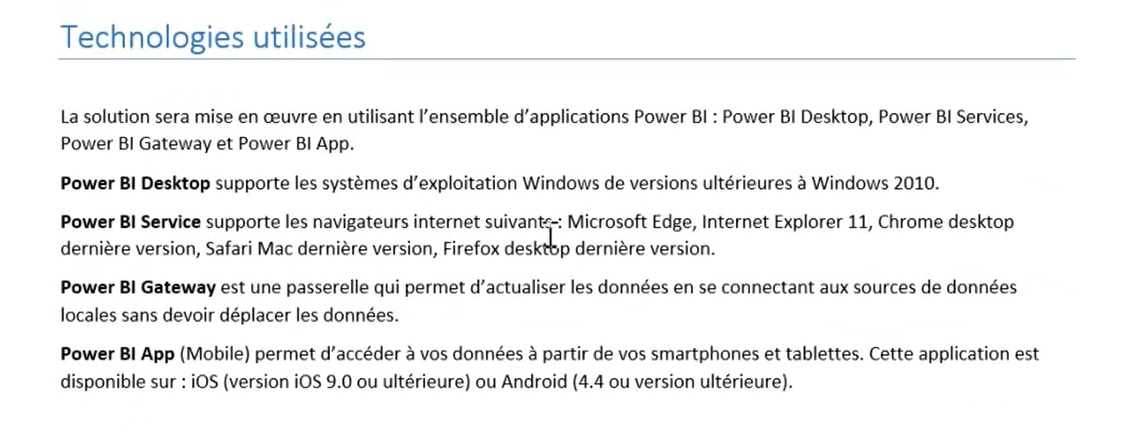 Technologies utilisées
La solution sera mise en œuvre en utilisant l’ensemble d’applications Power BI : Power BI Desktop, Power BI Services,
Power BI Gateway et Power BI App.
Power BI Desktop supporte les systèmes d’exploitation Windows de versions ultérieures à Windows 2010.
Power BI Service supporte les navigateurs internet suivants : Microsoft Edge, Internet Explorer 11, Chrome desktop
dernière version, Safari Mac dernière version, Firefox desktop dernière version.
Power BI Gateway est une passerelle qui permet d’actualiser les données en se connectant aux sources de données
locales sans devoir déplacer les données.
Power BI App (Mobile) permet d’accéder à vos données à partir de vos smartphones et tablettes. Cette application est
disponible sur : iOS (version iOS 9.0 ou ultérieure) ou Android (4.4 ou version ultérieure).